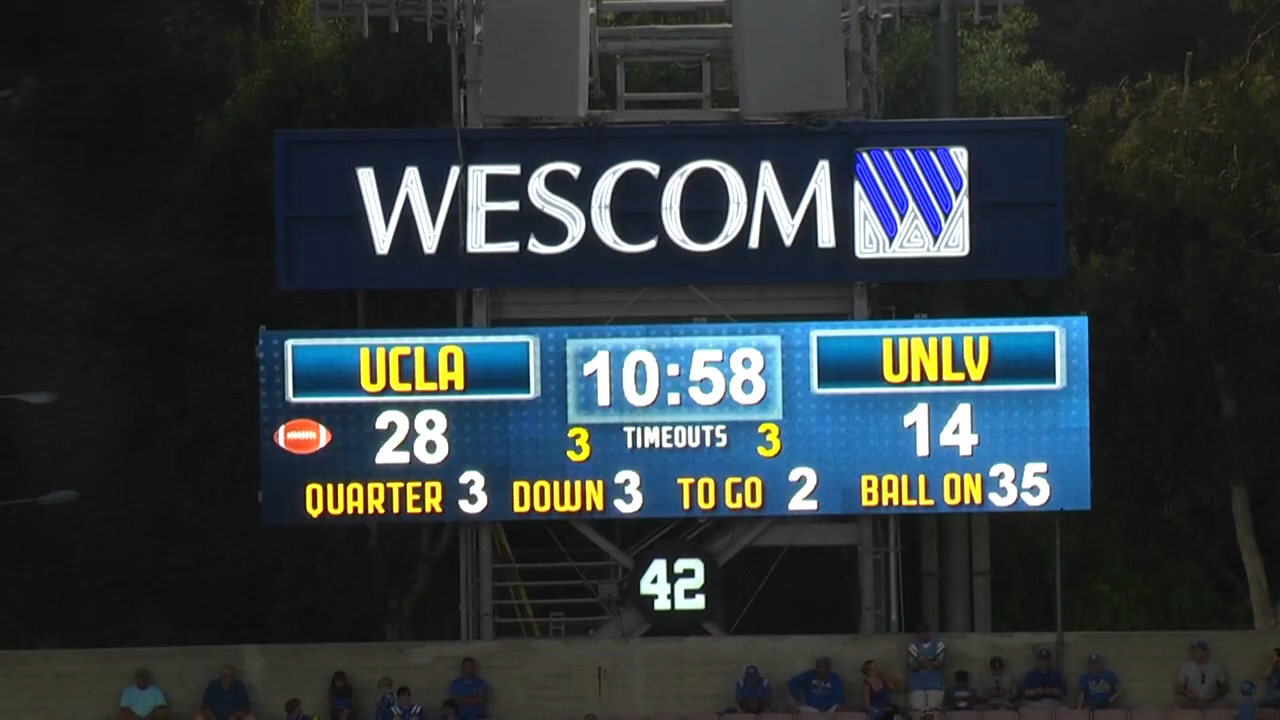 WESCOM
UCLA 10:58 UNLV
28 3 TIMEOUTS 3 14
QUARTER 3 DOWN 3 TO GO 2 BALL ON 35
42